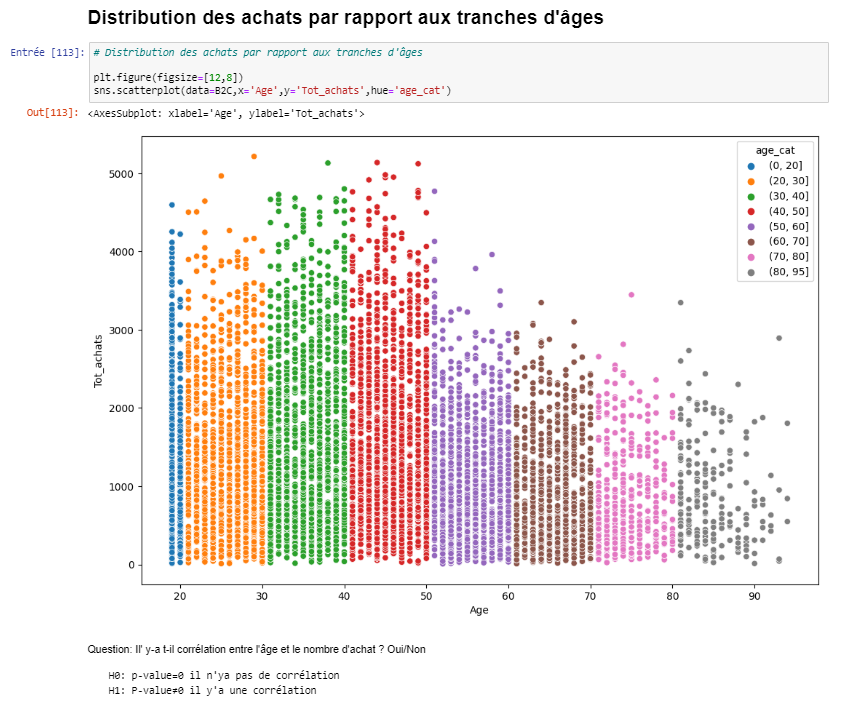 Distribution des achats par rapport aux tranches d'âges
Entrée [113]: # Distribution des achats par rapport aux tranches d'âges
plt.figure(figsize=[12,8])
sns.scatterplot(data=B2C,x='Age',y='Tot_achats',hue='age_cat')
Out[113]: <AxesSubplot: xlabel='Age', ylabel='Tot_achats'>
age_cat
(0, 20]
(20, 30]
(30, 40]
(40, 50]
(50, 60]
(60, 70]
(70, 80]
(80, 95]
5000
4000
3000
2000
1000
0
Tot_achats
20 30 40 50 60 70 80 90
Age
Question: Il' y-a t-il corrélation entre l'âge et le nombre d'achat ? Oui/Non
H0: p-value=0 il n'ya pas de corrélation
H1: P-value≠0 il y'a une corrélation